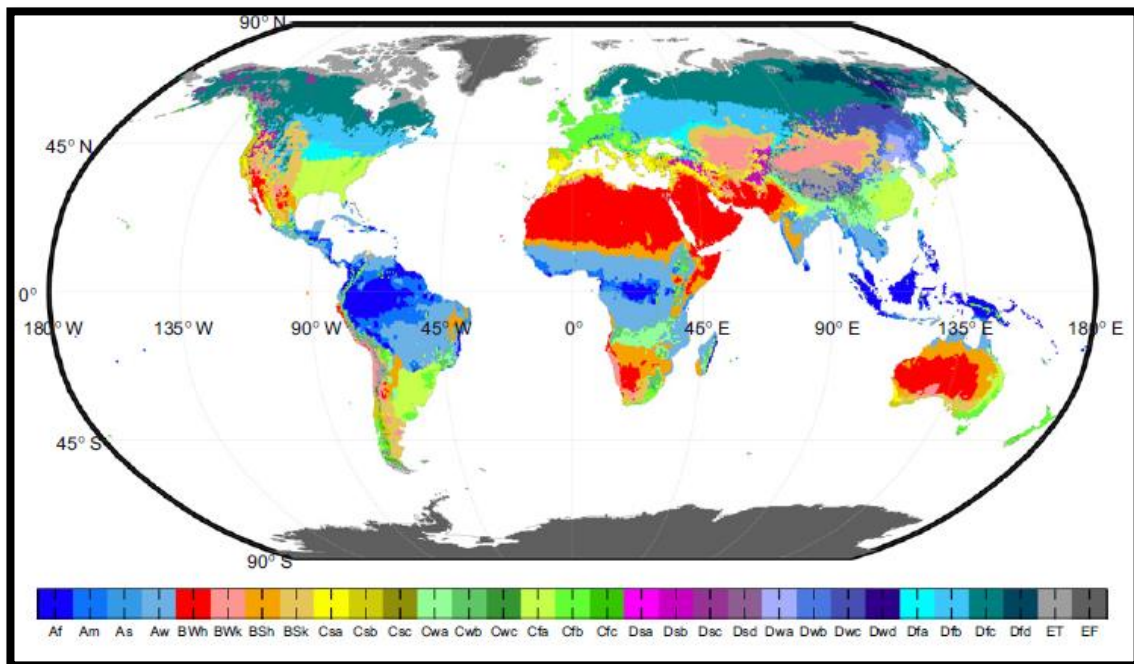 90° N
45° N
0°
180° W 135° W 90° W 45° W 0° 45° E 90° E 135° E 180° E
45° S
90° S
Af Am As Aw BWh BWk BSh BSk Csa Csb Csc Cwa Cwb Cwc Cfa Cfb Cfc Dsa Dsb Dsc Dsd Dwa Dwb Dwc Dwd Dfa Dfb Dfc Dfd ET EF